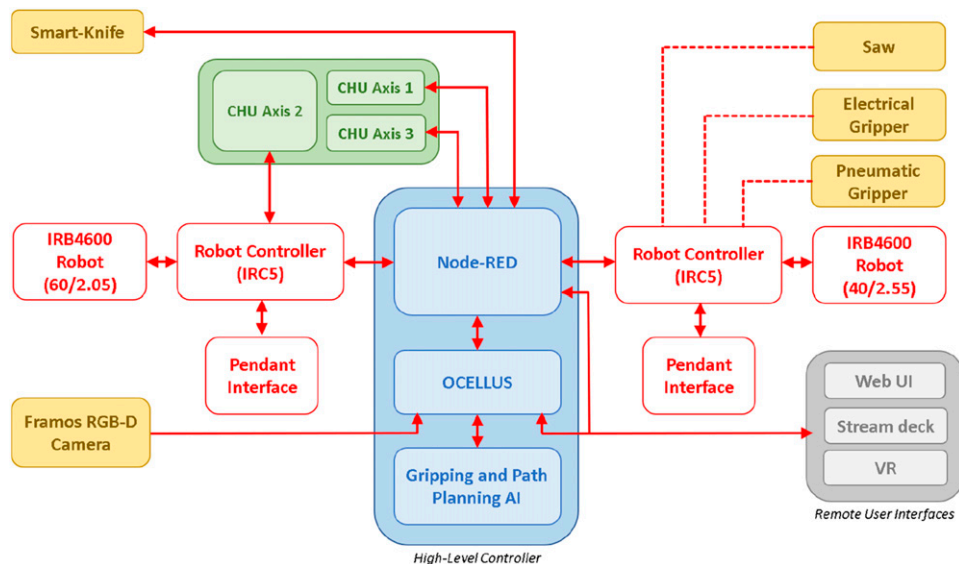 Smart-Knife
CHU Axis 2
CHU Axis 1
CHU Axis 3
Saw
Electrical
Gripper
Pneumatic
Gripper
IRB4600
Robot
(60/2.05)
Robot Controller
(IRC5)
Node-RED
Robot Controller
(IRC5)
IRB4600
Robot
(40/2.55)
Pendant
Interface
OCELLUS
Pendant
Interface
Framos RGB-D
Camera
Gripping and Path
Planning AI
Web UI
Stream deck
VR
Remote User Interfaces
High-Level Controller